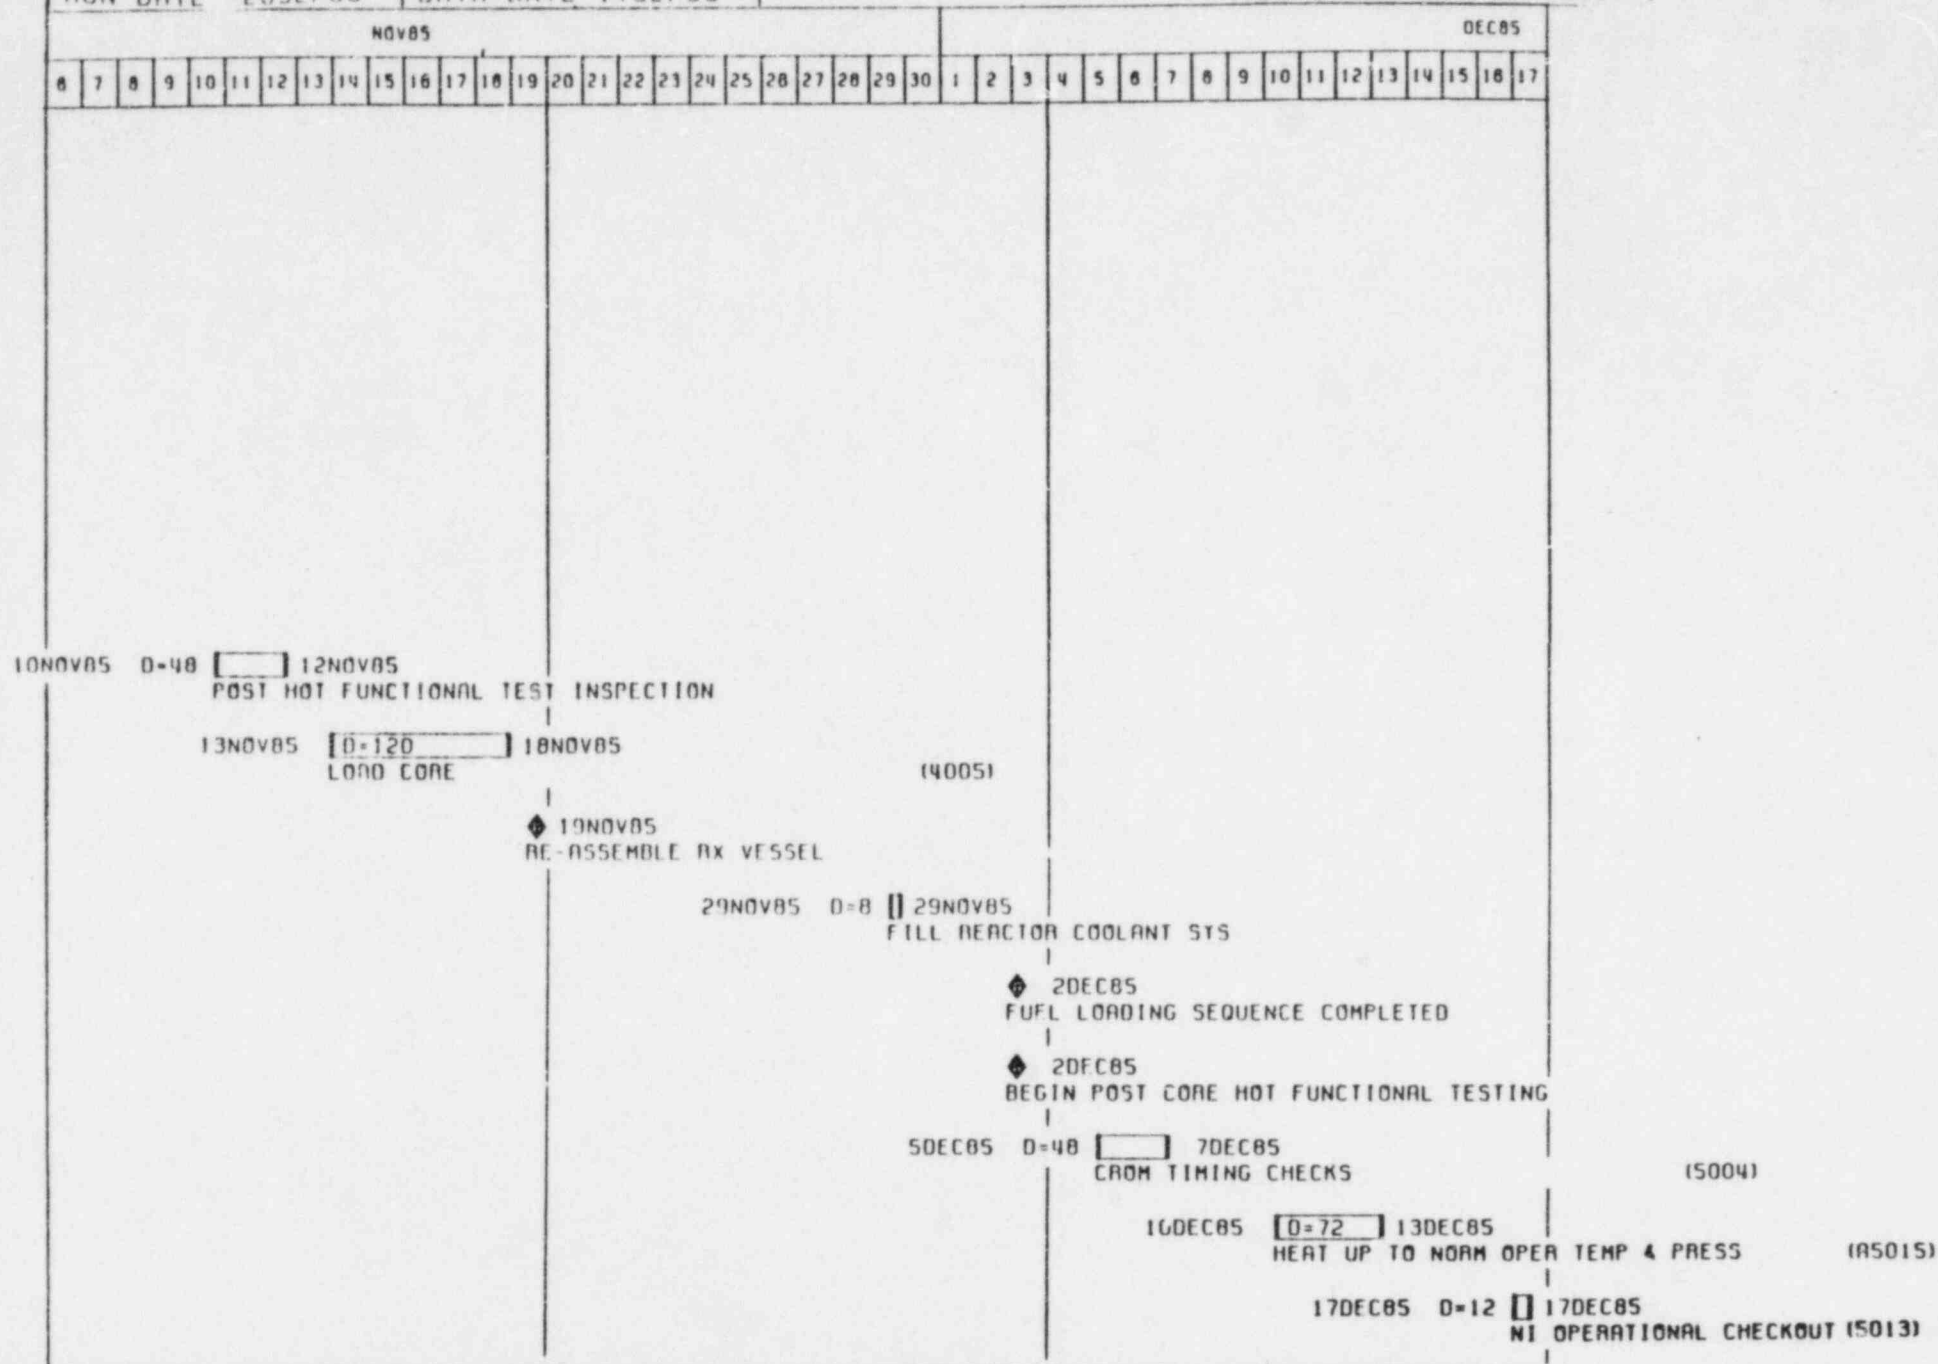 NOV85 DEC85
6 7 8 9 10 11 12 13 14 15 16 17 18 19 20 21 22 23 24 25 26 27 28 29 30 1 2 3 4 5 6 7 8 9 10 11 12 13 14 15 16 17
10NOV85 D=48 12NOV85
POST HOT FUNCTIONAL TEST INSPECTION
13NOV85 D=120 18NOV85
LOAD CORE (4005)
19NOV85
RE-ASSEMBLE RX VESSEL
29NOV85 D=8 29NOV85
FILL REACTOR COOLANT SYS
2DEC85
FUEL LOADING SEQUENCE COMPLETED
2DEC85
BEGIN POST CORE HOT FUNCTIONAL TESTING
5DEC85 D=48 7DEC85
CRDM TIMING CHECKS (5004)
10DEC85 D=72 13DEC85
HEAT UP TO NORM OPER TEMP & PRESS (A5015)
17DEC85 D=12 17DEC85
NI OPERATIONAL CHECKOUT (5013)